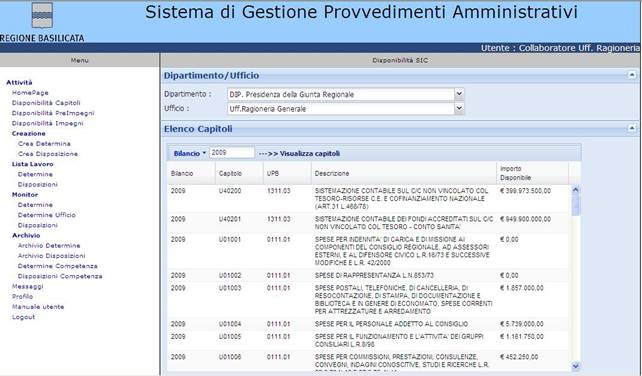 Sistema di Gestione Provvedimenti Amministrativi
REGIONE BASILICATA
Utente : Collaboratore Uff. Ragioneria
Menu
Attività
HomePage
Disponibilità Capitoli
Disponibilità PreImpegni
Disponibilità Impegni
Creazione
Crea Determina
Crea Disposizione
Lista Lavoro
Determine
Disposizioni
Monitor
Determine
Determine Ufficio
Disposizioni
Archivio
Archivio Determine
Archivio Disposizioni
Determine Competenza
Disposizioni Competenza
Messaggi
Profilo
Manuale utente
Logout
Disponibilità SIC
Dipartimento/Ufficio
Dipartimento : DIP. Presidenza della Giunta Regionale
Ufficio : Uff.Ragioneria Generale
Elenco Capitoli
Bilancio 2009 --->> Visualizza capitoli
Bilancio Capitolo UPB Descrizione Importo Disponibile
2009 U40200 1311.03 SISTEMAZIONE CONTABILE SUL C/C NON VINCOLATO COL € 399.973.500,00
TESORO-RISORSE C.E. E COFINANZIAMENTO NAZIONALE
(ART.31 L.468/78)
2009 U40201 1311.03 SISTEMAZIONE CONTABILE DEI FONDI ACCREDITATI SUL C/C € 949.900.000,00
NON VINCOLATO COL TESORO - CONTO SANITA'
2009 U01001 0111.01 SPESE PER INDENNITA' DI CARICA E DI MISSIONE AI € 0,00
COMPONENTI DEL CONSIGLIO REGIONALE, AD ASSESSORI
ESTERNI, E AL DIFENSORE CIVICO L.R.16/73 E SUCCESSIVE
MODIFICHE E L.R. 42/2000
2009 U01002 0111.01 SPESE DI RAPPRESENTANZA L.N.853/73 € 0,00
2009 U01003 0111.01 SPESE POSTALI, TELEFONICHE, DI CANCELLERIA, DI € 1.857.000,00
RESOCONTAZIONE, DI STAMPA, DI DOCUMENTAZIONE E
BIBLIOTECA E IN GENERE DI ECONOMATO, SPESE CORRENTI
PER ATTREZZATURE E ARREDAMENTO
2009 U01004 0111.01 SPESE PER IL PERSONALE ADDETTO AL CONSIGLIO € 5.739.000,00
2009 U01005 0111.01 SPESE PER IL FUNZIONAMENTO E L'ATTIVITA' DEI GRUPPI € 1.161.750,00
CONSILIARI L.R.8/98
2009 U01006 0111.01 SPESE PER COMMISSIONI, PRESTAZIONI, CONSULENZE, € 452.250,00
CONVEGNI, INDAGINI CONOSCITIVE, STUDI E RICERCHE L.R.